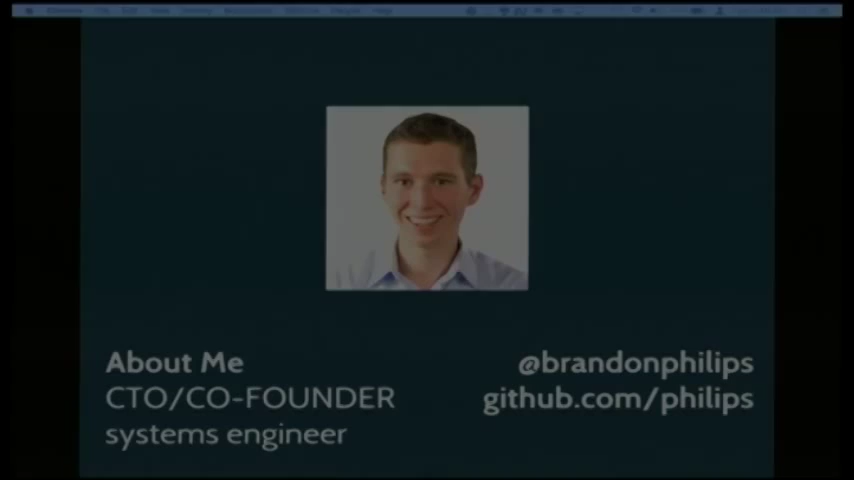 About Me
CTO/CO-FOUNDER
systems engineer
@brandonphilips
github.com/philips